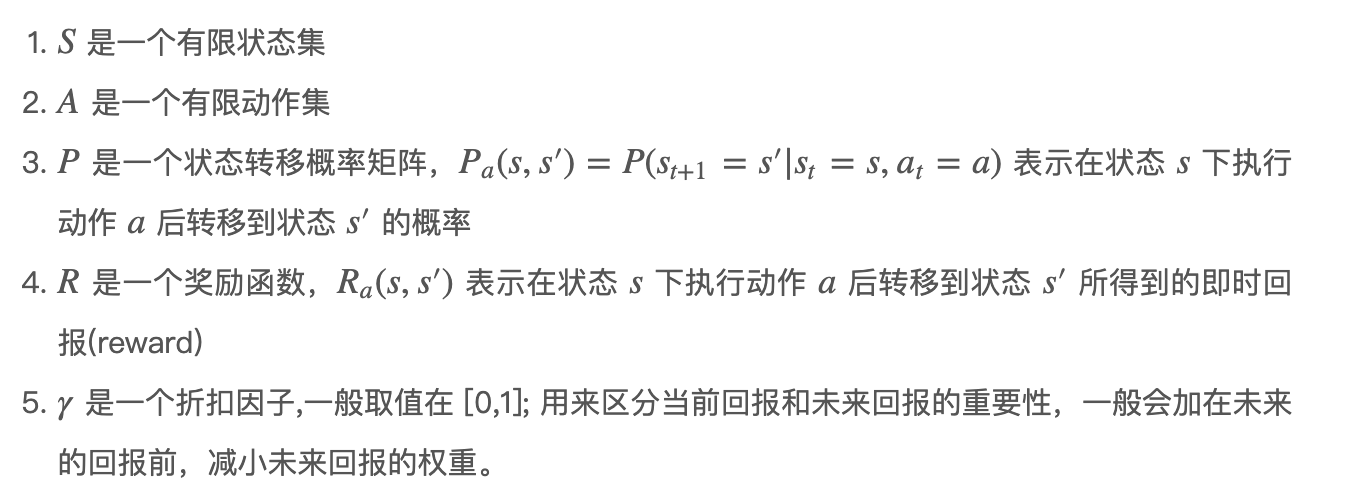 1. S 是一个有限状态集
2. A 是一个有限动作集
3. P 是一个状态转移概率矩阵，Pₐ(s, s′) = P(sₜ₊₁ = s′|sₜ = s, aₜ = a) 表示在状态 s 下执行
动作 a 后转移到状态 s′ 的概率
4. R 是一个奖励函数，Rₐ(s, s′) 表示在状态 s 下执行动作 a 后转移到状态 s′ 所得到的即时回
报(reward)
5. γ 是一个折扣因子,一般取值在 [0,1]; 用来区分当前回报和未来回报的重要性，一般会加在未来
的回报前，减小未来回报的权重。